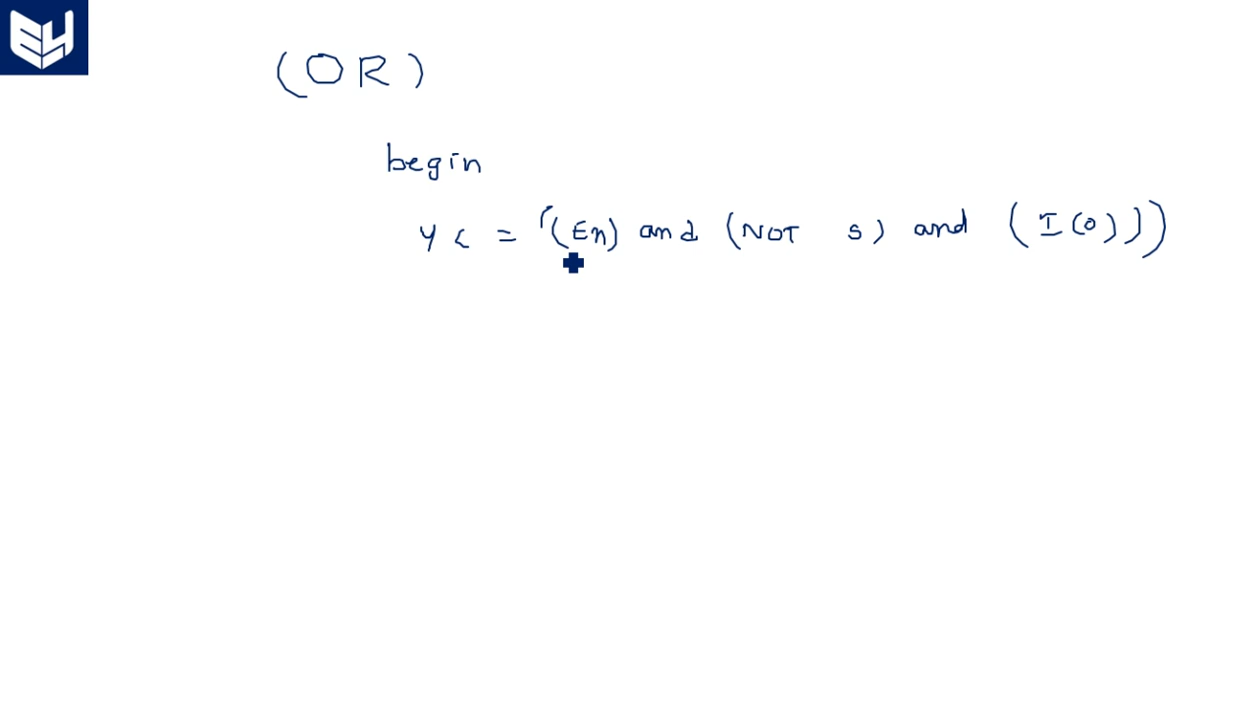 (OR)
begin
y <= ((En) and (NOT s) and (I(0)))